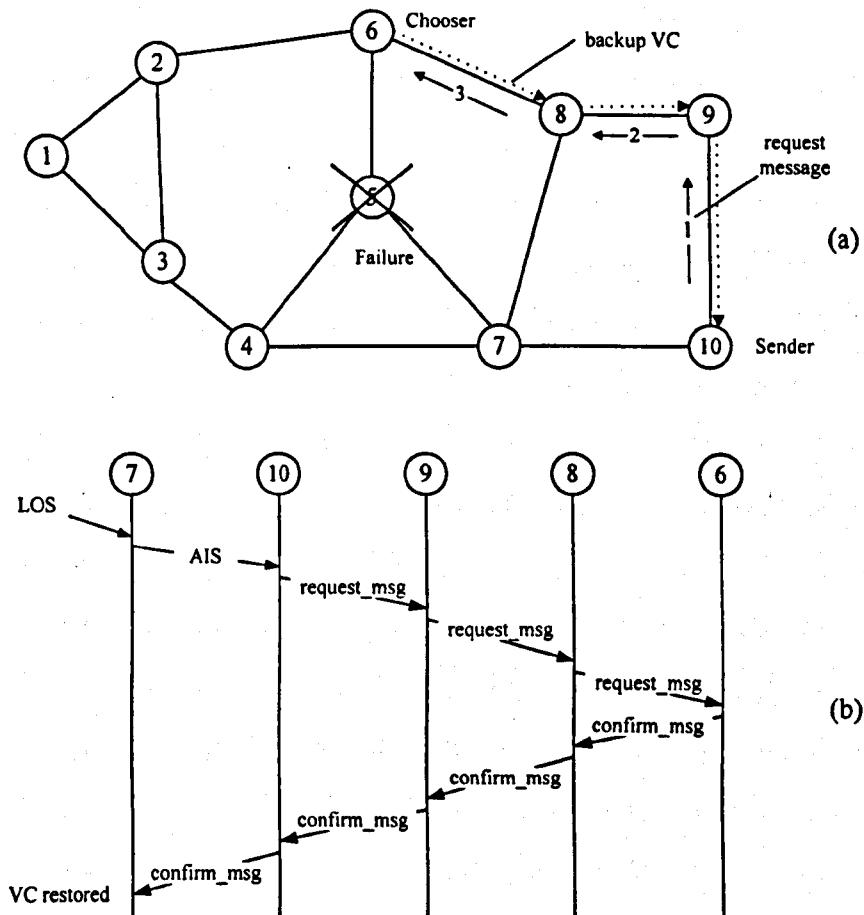 6 Chooser
backup VC
2
3
8
9
2
1
request
message
1
5
(a)
3
Failure
4
7
10 Sender
7
10
9
8
6
LOS
AIS
request_msg
request_msg
request_msg
(b)
confirm_msg
confirm_msg
confirm_msg
confirm_msg
VC restored